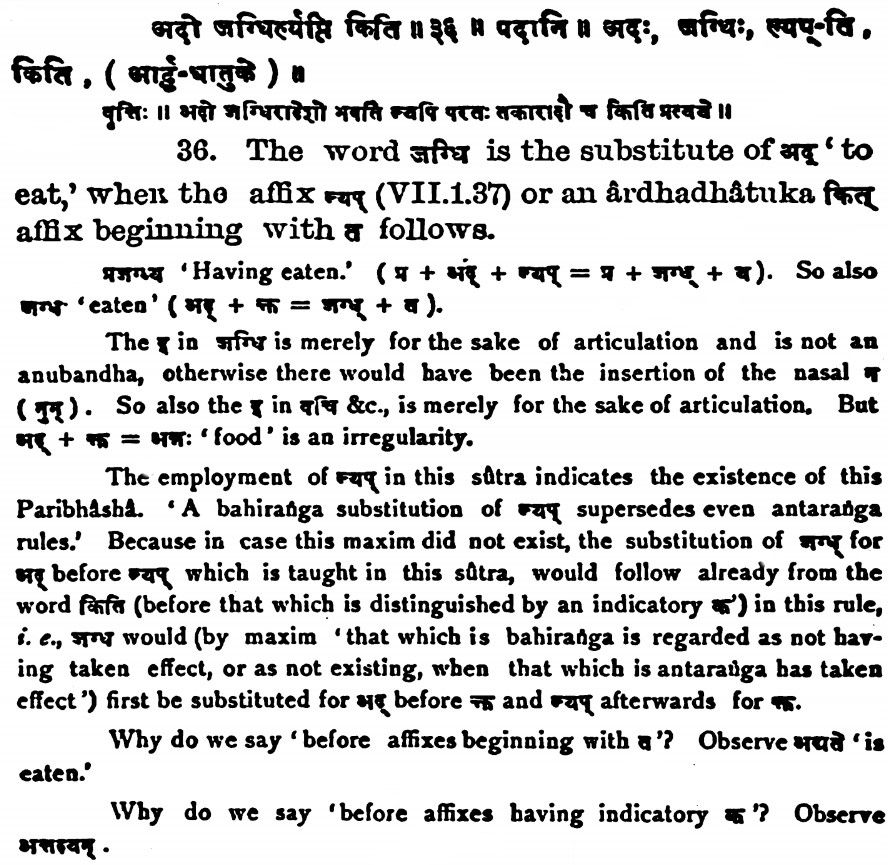 अदो जग्धिर्ल्यप्ति किति ॥ ३६ ॥ पदानि ॥ अदः, जग्धिः, ल्यप्-ति,
किति, ( आर्द्धधातुके ) ॥
वृत्तिः ॥ अदो जग्धिरादेशो भवति ल्यपि परतः तकारादौ च किति प्रत्यये ॥
36. The word जग्धि is the substitute of अद् ‘to
eat,’ when the affix ल्यप् (VII.1.37) or an ârdhadhâtuka कित्
affix beginning with त follows.
प्रजग्ध्य ‘Having eaten.’ ( प्र + अद् + ल्यप् = प्र + जग्ध् + य ). So also
जग्धः ‘eaten’ ( अद् + क्त = जग्ध् + त ).
The इ in जग्धि is merely for the sake of articulation and is not an
anubandha, otherwise there would have been the insertion of the nasal न
( नुम् ). So also the इ in वचि &c., is merely for the sake of articulation. But
अद् + क्त = अन्नः ‘food’ is an irregularity.
The employment of ल्यप् in this sûtra indicates the existence of this
Paribhâshâ. ‘A bahiraṅga substitution of ल्यप् supersedes even antaraṅga
rules.’ Because in case this maxim did not exist, the substitution of जग्ध् for
अद् before ल्यप् which is taught in this sûtra, would follow already from the
word किति (before that which is distinguished by an indicatory क’) in this rule,
i. e., जग्ध would (by maxim ‘that which is bahiraṅga is regarded as not hav-
ing taken effect, or as not existing, when that which is antaraṅga has taken
effect’) first be substituted for अद् before क्त and ल्यप् afterwards for क्त.
Why do we say ‘before affixes beginning with त’? Observe अद्यते ‘is
eaten.’
Why do we say ‘before affixes having indicatory क’? Observe
अत्तव्यम्.